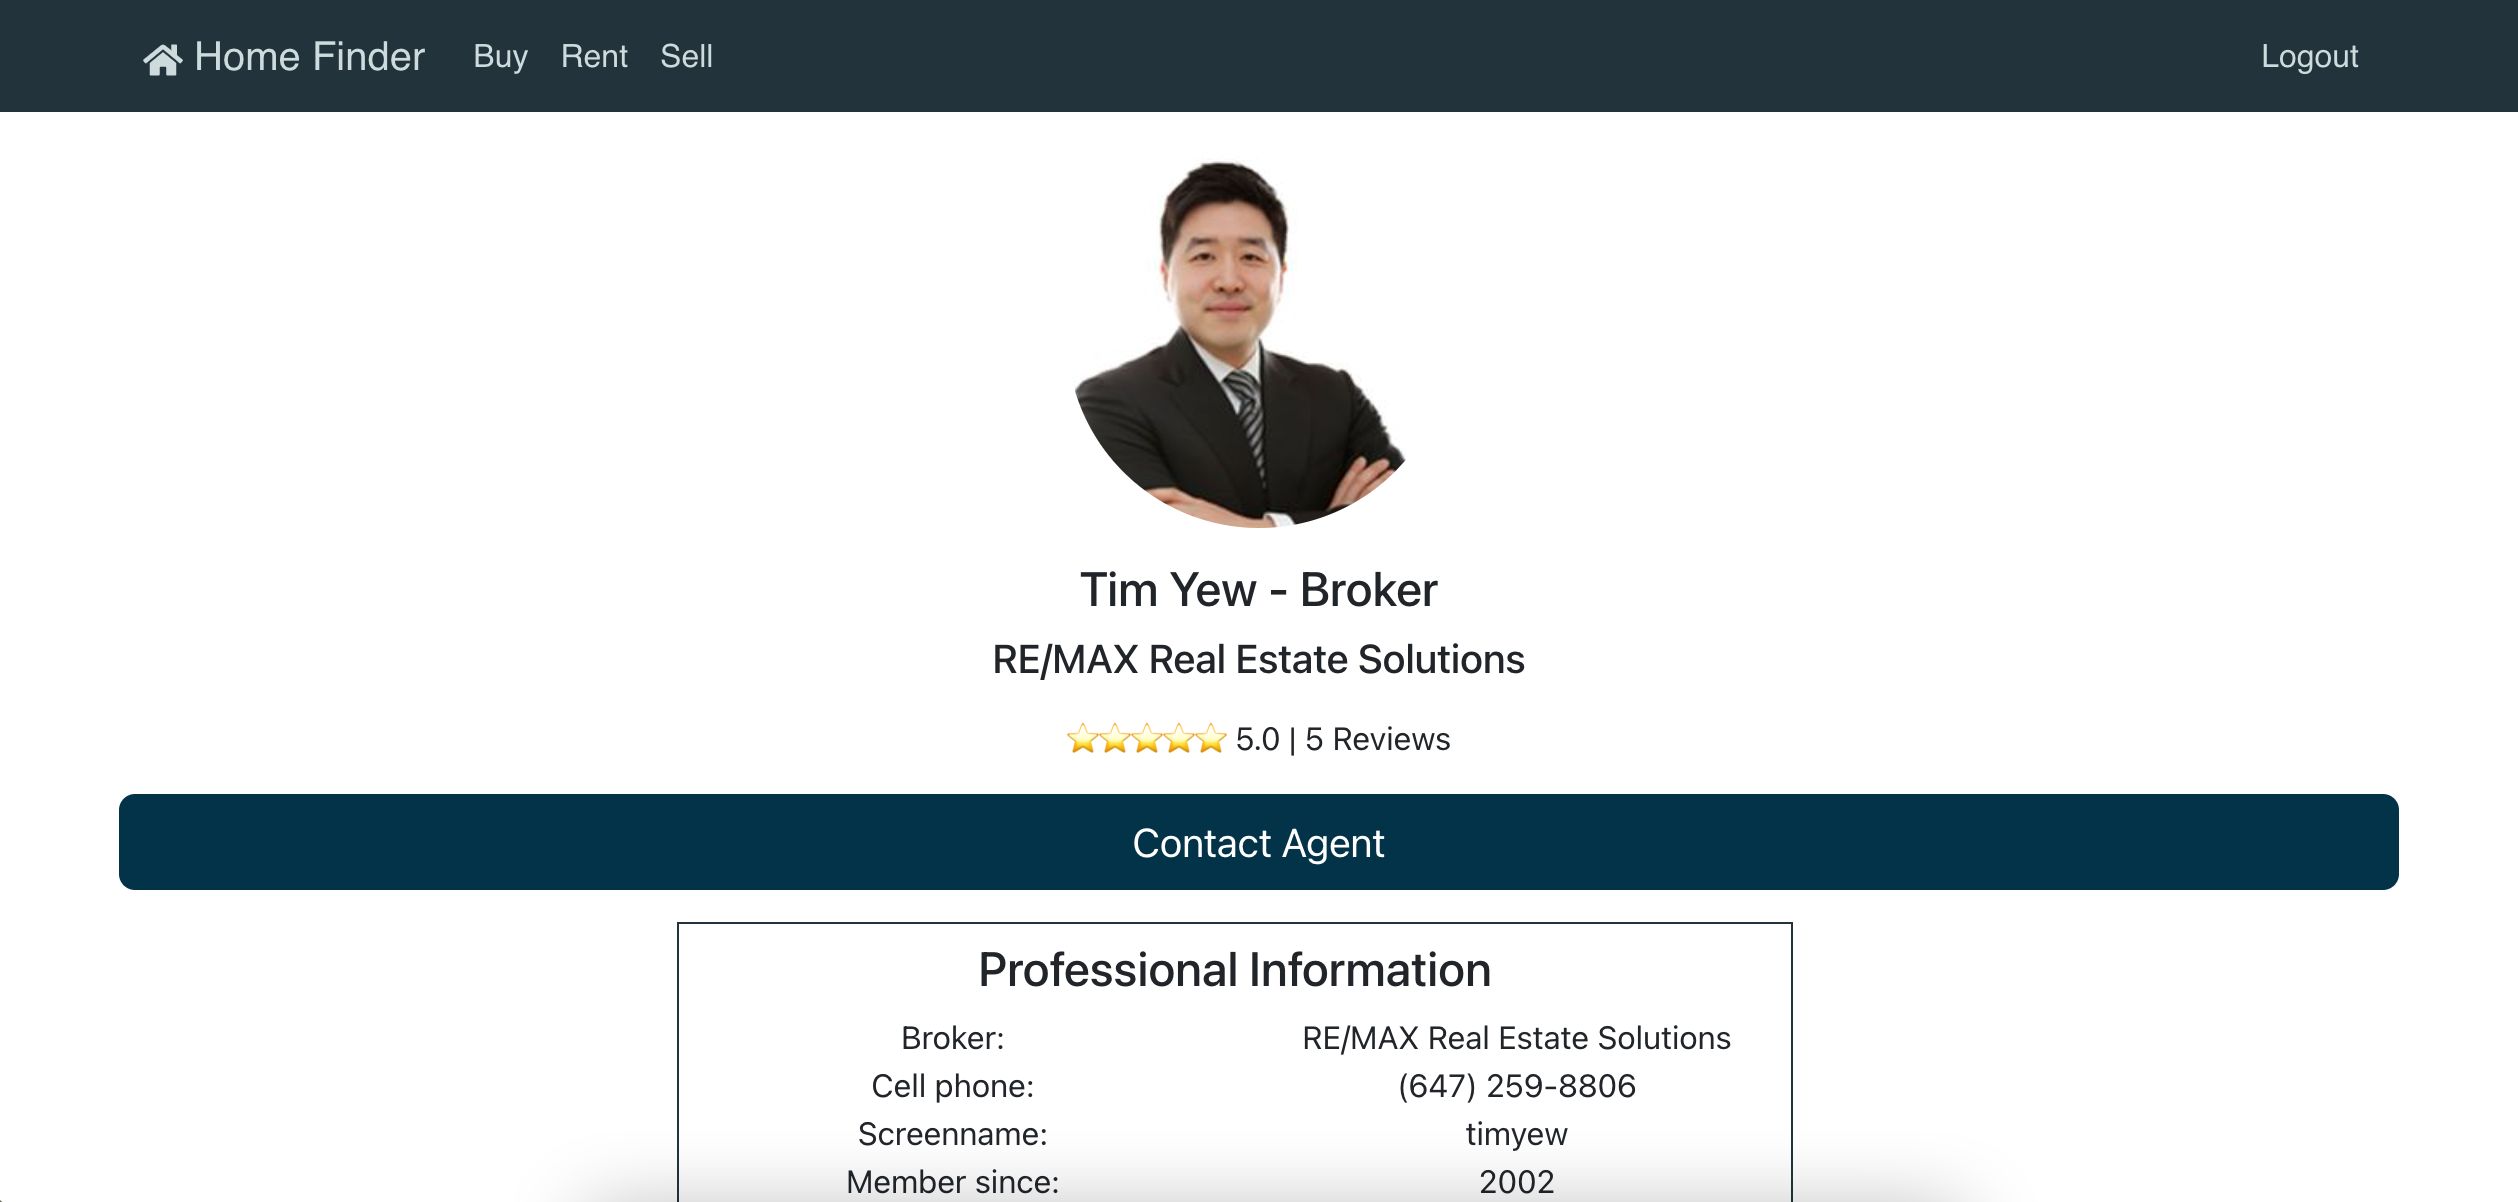 Home Finder Buy Rent Sell Logout
Tim Yew - Broker
RE/MAX Real Estate Solutions
⭐⭐⭐⭐⭐ 5.0 | 5 Reviews
Contact Agent
Professional Information
Broker: RE/MAX Real Estate Solutions
Cell phone: (647) 259-8806
Screenname: timyew
Member since: 2002